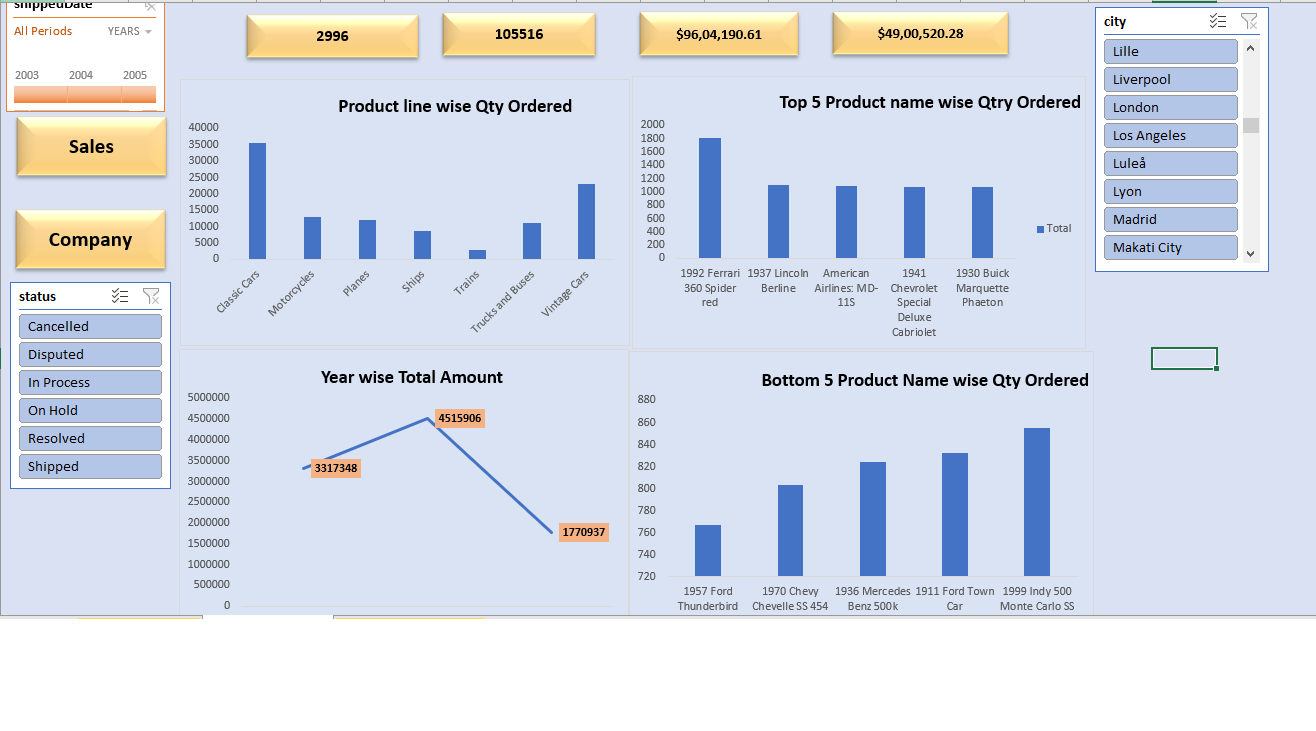 shippedDate
All Periods
YEARS
2003 2004 2005
2996
105516
$96,04,190.61
$49,00,520.28
Sales
Company
status
Cancelled
Disputed
In Process
On Hold
Resolved
Shipped
Product line wise Qty Ordered
40000
35000
30000
25000
20000
15000
10000
5000
0
Classic Cars
Motorcycles
Planes
Ships
Trains
Trucks and Buses
Vintage Cars
Top 5 Product name wise Qtry Ordered
2000
1800
1600
1400
1200
1000
800
600
400
200
0
1992 Ferrari
360 Spider
red
1937 Lincoln
Berline
American
Airlines: MD-
11S
1941
Chevrolet
Special
Deluxe
Cabriolet
1930 Buick
Marquette
Phaeton
Total
Year wise Total Amount
5000000
4500000
4000000
3500000
3000000
2500000
2000000
1500000
1000000
500000
0
3317348
4515906
1770937
Bottom 5 Product Name wise Qty Ordered
880
860
840
820
800
780
760
740
720
1957 Ford
Thunderbird
1970 Chevy
Chevelle SS 454
1936 Mercedes
Benz 500k
1911 Ford Town
Car
1999 Indy 500
Monte Carlo SS
city
Lille
Liverpool
London
Los Angeles
Luleå
Lyon
Madrid
Makati City